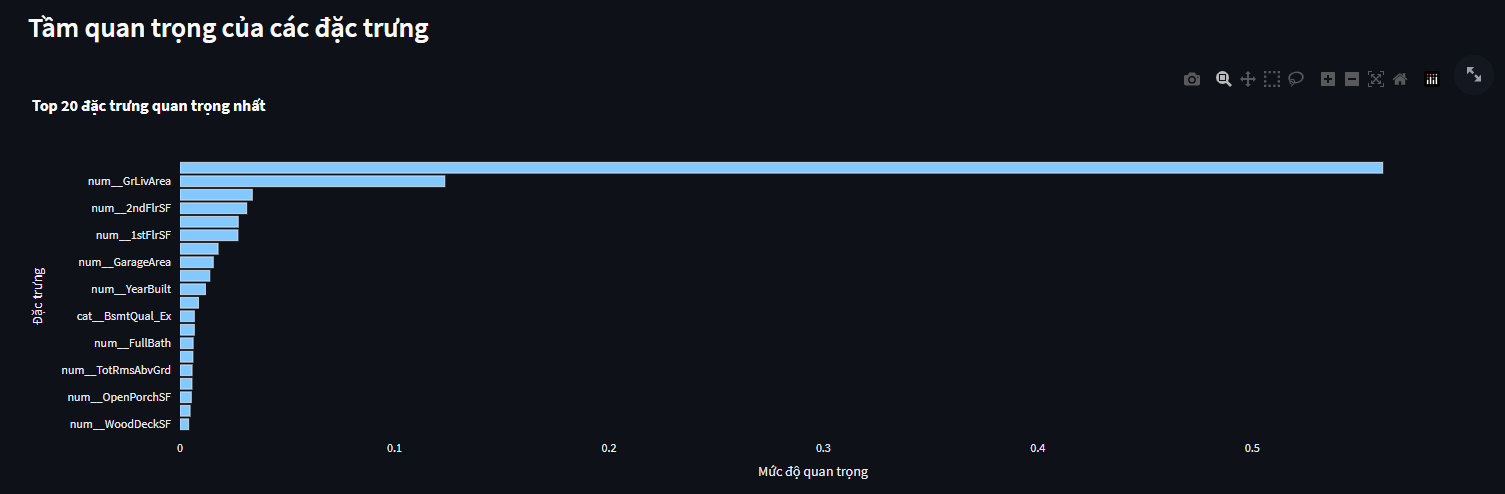 Tầm quan trọng của các đặc trưng
Top 20 đặc trưng quan trọng nhất
num__GrLivArea
num__2ndFlrSF
num__1stFlrSF
num__GarageArea
num__YearBuilt
cat__BsmtQual_Ex
num__FullBath
num__TotRmsAbvGrd
num__OpenPorchSF
num__WoodDeckSF
Đặc trưng
0 0.1 0.2 0.3 0.4 0.5
Mức độ quan trọng